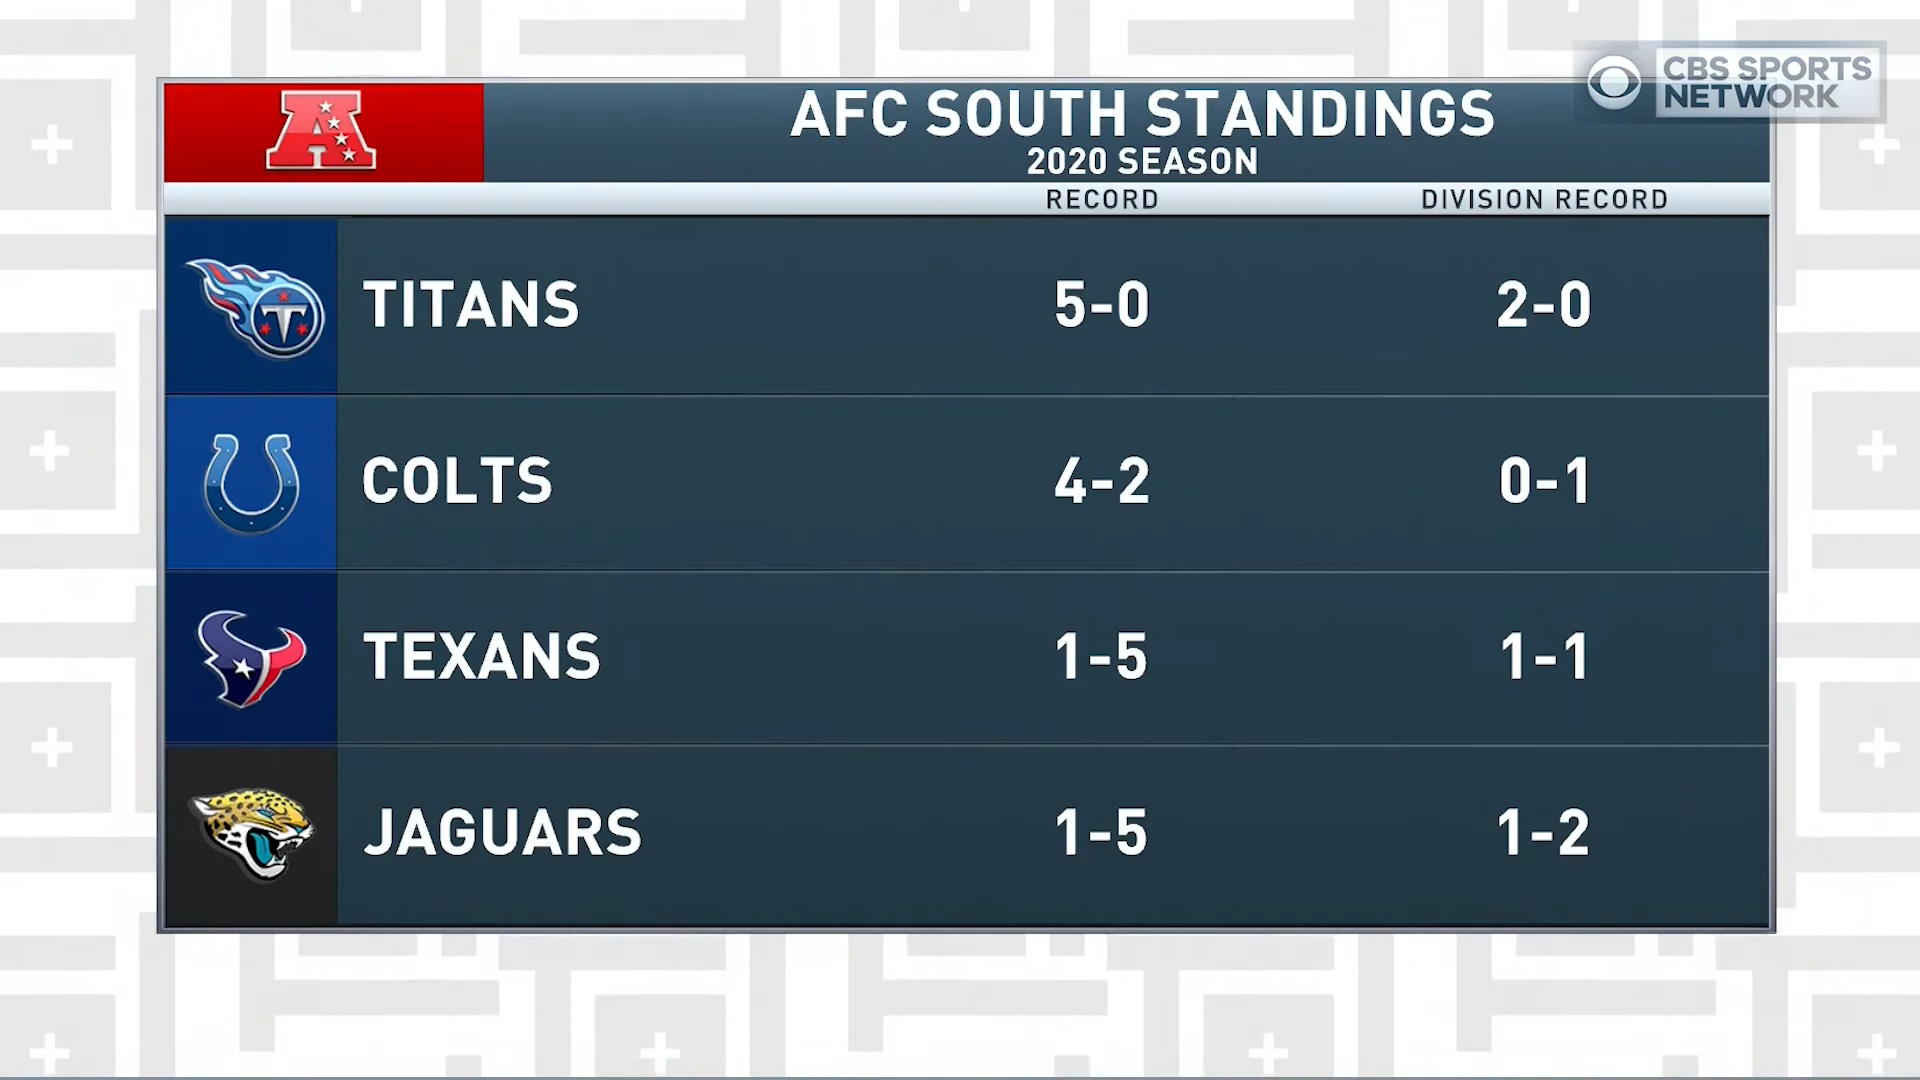 CBS SPORTS
NETWORK
AFC SOUTH STANDINGS
2020 SEASON
RECORD DIVISION RECORD
TITANS 5-0 2-0
COLTS 4-2 0-1
TEXANS 1-5 1-1
JAGUARS 1-5 1-2